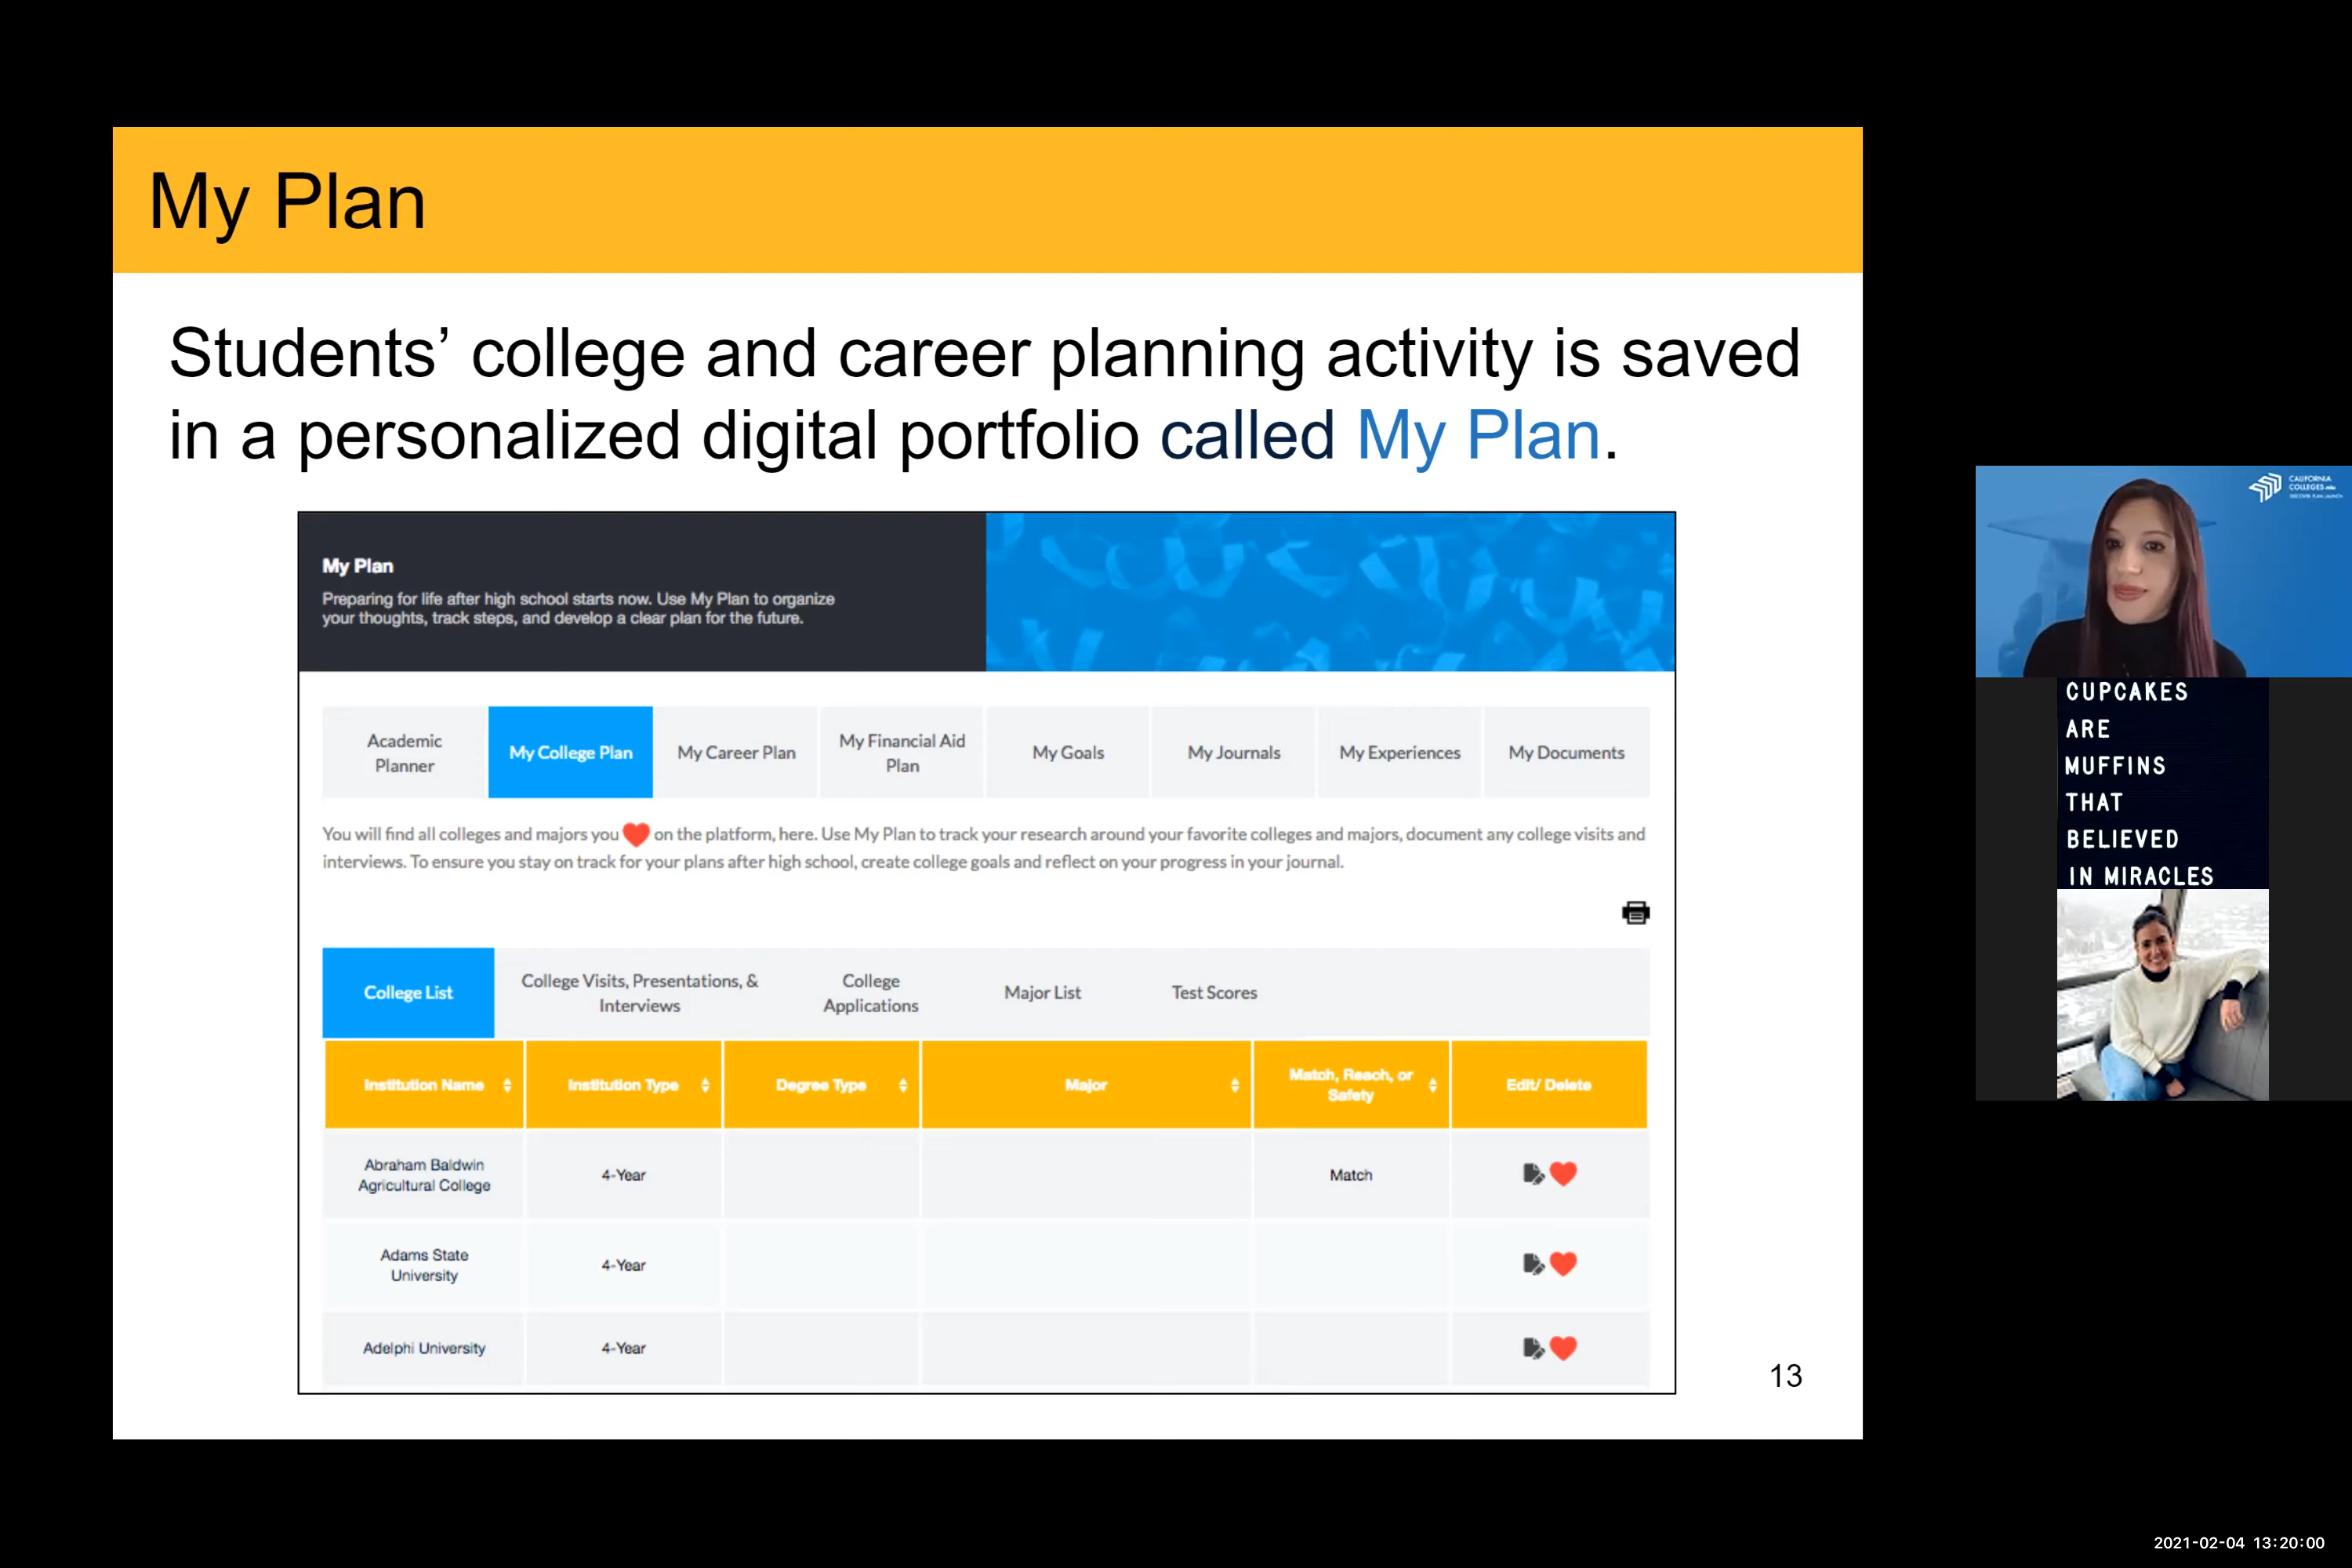 My Plan
Students’ college and career planning activity is saved
in a personalized digital portfolio called My Plan.
My Plan
Preparing for life after high school starts now. Use My Plan to organize
your thoughts, track steps, and develop a clear plan for the future.
Academic
Planner
My College Plan
My Career Plan
My Financial Aid
Plan
My Goals
My Journals
My Experiences
My Documents
You will find all colleges and majors you ❤ on the platform, here. Use My Plan to track your research around your favorite colleges and majors, document any college visits and
interviews. To ensure you stay on track for your plans after high school, create college goals and reflect on your progress in your journal.
College List
College Visits, Presentations, &
Interviews
College
Applications
Major List
Test Scores
Institution Name
Institution Type
Degree Type
Major
Match, Reach, or
Safety
Edit/ Delete
Abraham Baldwin
Agricultural College
4-Year
Match
Adams State
University
4-Year
Adelphi University
4-Year
13
CALIFORNIA
COLLEGES.edu
DISCOVER. PLAN. LAUNCH.
CUPCAKES
ARE
MUFFINS
THAT
BELIEVED
IN MIRACLES
2021-02-04 13:20:00